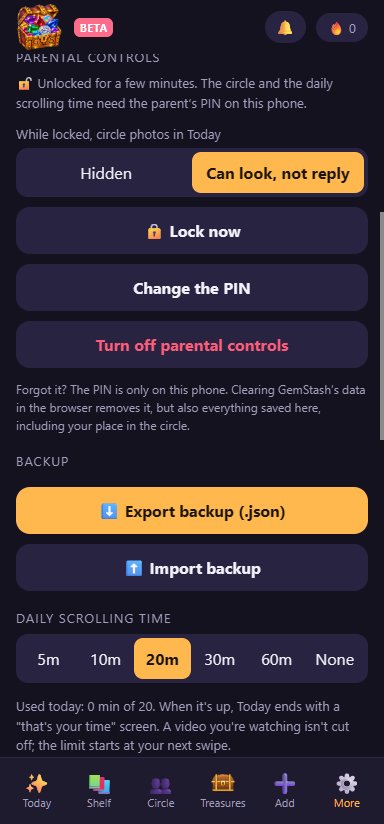 BETA
0
PARENTAL CONTROLS
Unlocked for a few minutes. The circle and the daily
scrolling time need the parent's PIN on this phone.
While locked, circle photos in Today
Hidden
Can look, not reply
Lock now
Change the PIN
Turn off parental controls
Forgot it? The PIN is only on this phone. Clearing GemStash's data
in the browser removes it, but also everything saved here,
including your place in the circle.
BACKUP
Export backup (.json)
Import backup
DAILY SCROLLING TIME
5m 10m 20m 30m 60m None
Used today: 0 min of 20. When it's up, Today ends with a
"that's your time" screen. A video you're watching isn't cut
off; the limit starts at your next swipe.
Today Shelf Circle Treasures Add More